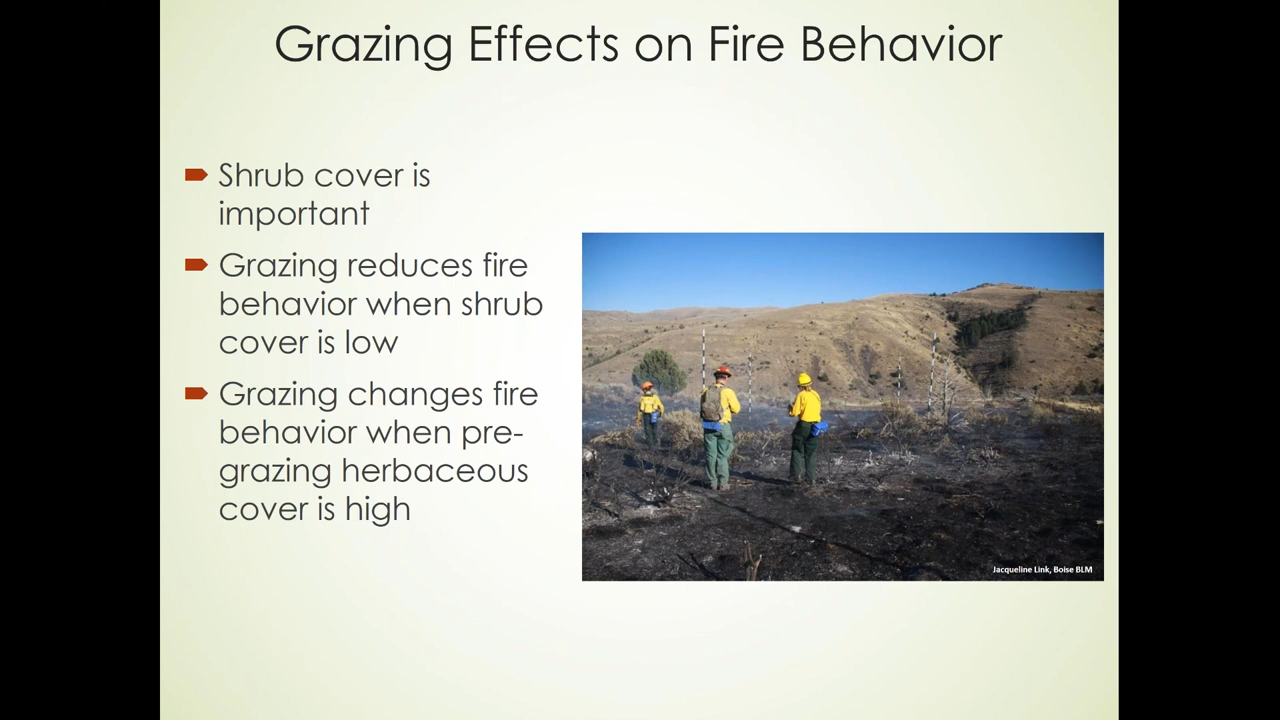 Grazing Effects on Fire Behavior
Shrub cover is
important
Grazing reduces fire
behavior when shrub
cover is low
Grazing changes fire
behavior when pre-
grazing herbaceous
cover is high
Jacqueline Link, Boise BLM